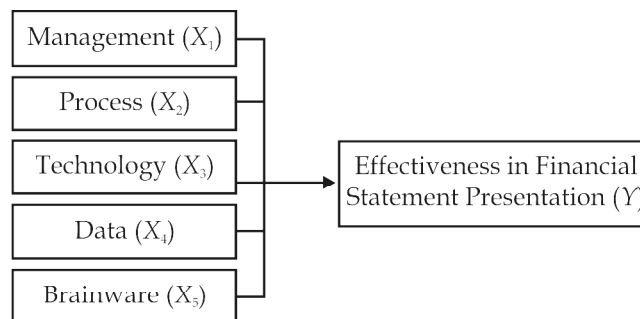 Management (X₁)
Process (X₂)
Technology (X₃)
Data (X₄)
Brainware (X₅)
Effectiveness in Financial
Statement Presentation (Y)